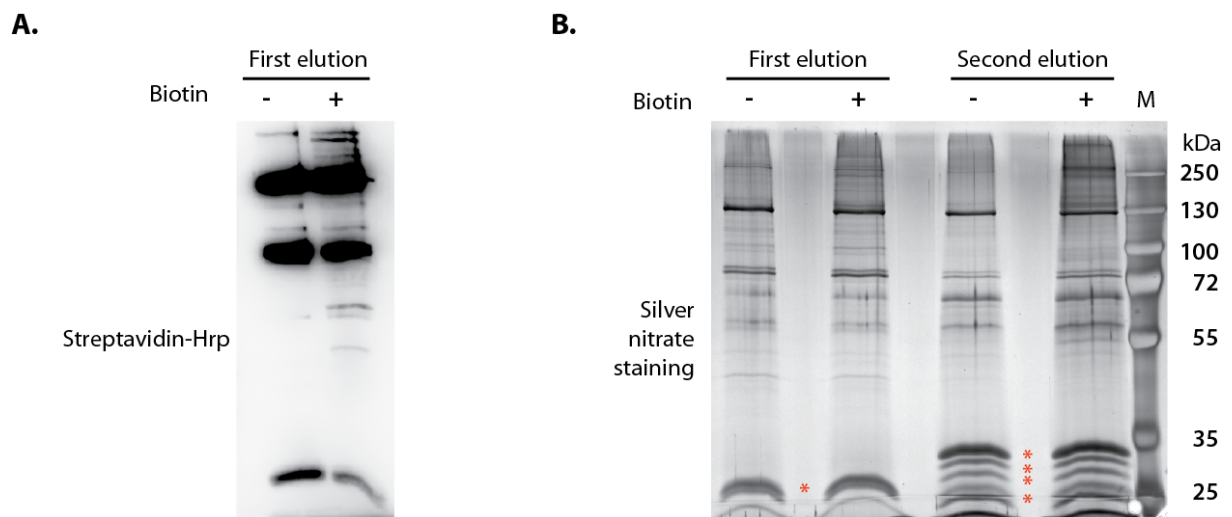 A.
First elution
Biotin - +
Streptavidin-Hrp
B.
First elution Second elution
Biotin - + - + M
kDa
250
130
100
72
Silver
nitrate
staining
55
35
*
*
*
* *
25